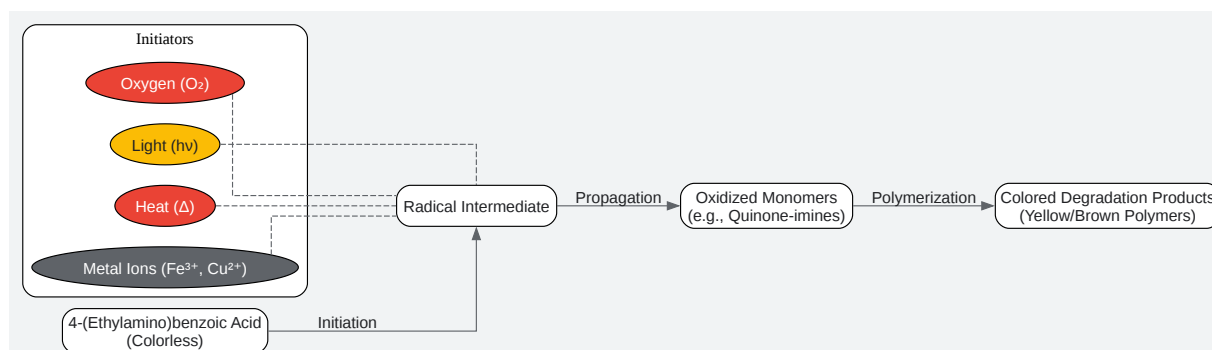 Initiators
Oxygen (O₂)
Light (hν)
Heat (Δ)
Metal Ions (Fe³⁺, Cu²⁺)
4-(Ethylamino)benzoic Acid
(Colorless)
Initiation
Radical Intermediate
Propagation
Oxidized Monomers
(e.g., Quinone-imines)
Polymerization
Colored Degradation Products
(Yellow/Brown Polymers)